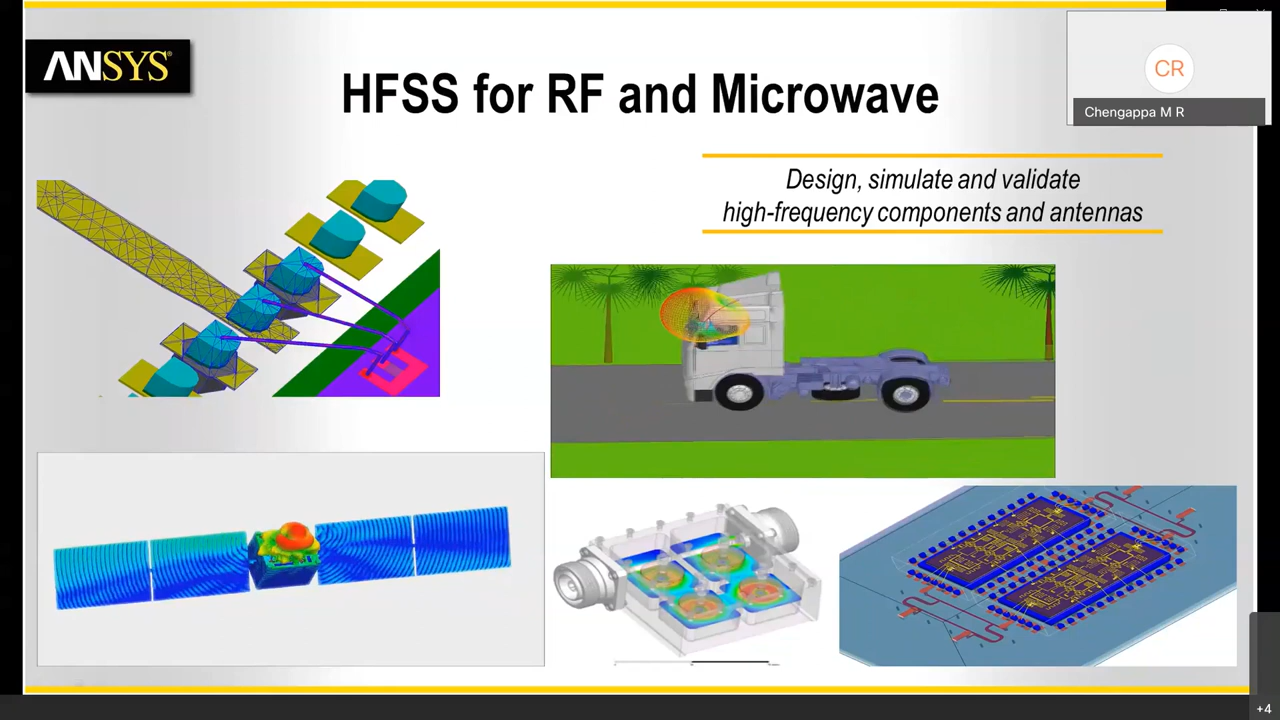 ANSYS®
HFSS for RF and Microwave
CR
Chengappa M R
Design, simulate and validate
high-frequency components and antennas
+4